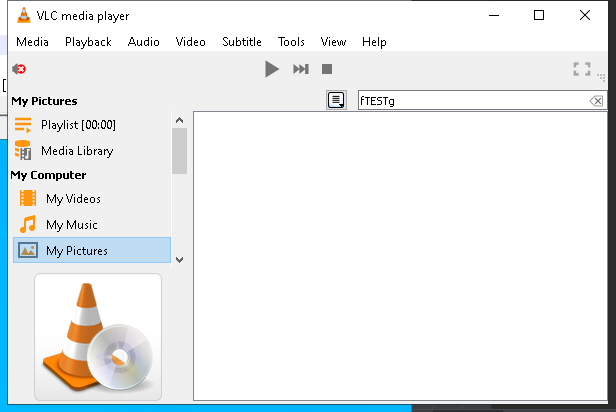 VLC media player
Media Playback Audio Video Subtitle Tools View Help
My Pictures
fTESTg
Playlist [00:00]
Media Library
My Computer
My Videos
My Music
My Pictures